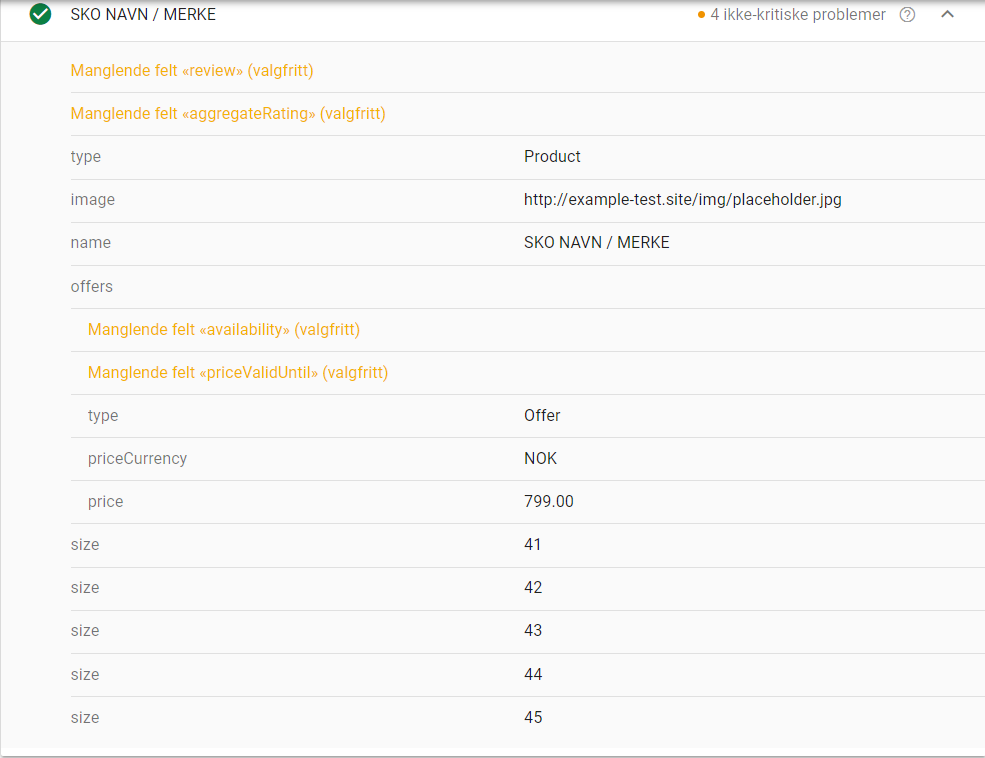 SKO NAVN / MERKE 4 ikke-kritiske problemer
Manglende felt «review» (valgfritt)
Manglende felt «aggregateRating» (valgfritt)
type Product
image http://example-test.site/img/placeholder.jpg
name SKO NAVN / MERKE
offers
Manglende felt «availability» (valgfritt)
Manglende felt «priceValidUntil» (valgfritt)
type Offer
priceCurrency NOK
price 799.00
size 41
size 42
size 43
size 44
size 45